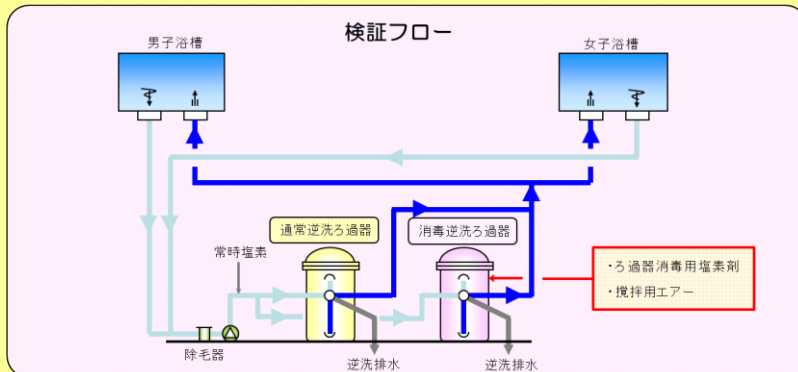 検証フロー
男子浴槽
女子浴槽
通常逆洗ろ過器
消毒逆洗ろ過器
常時塩素
・ろ過器消毒用塩素剤
・撹拌用エアー
除毛器
逆洗排水
逆洗排水